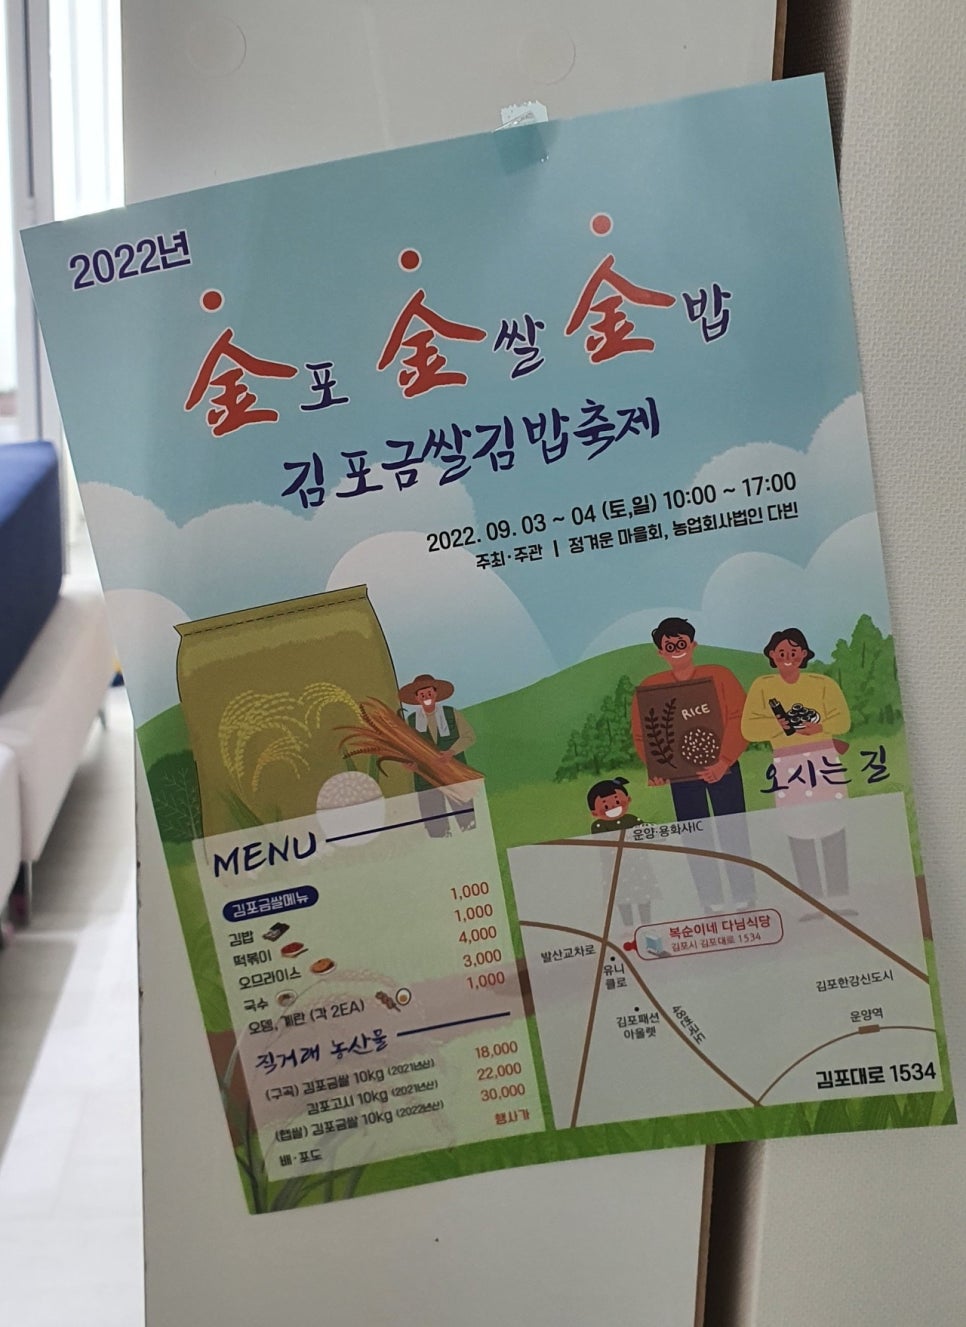 2022년
金포 金쌀 金밥
김포금쌀김밥축제
2022. 09. 03 ~ 04 (토,일) 10:00 ~ 17:00
주최·주관 | 정겨운 마을회, 농업회사법인 다빈
RICE
오시는 길
MENU
김포금쌀메뉴
김밥 1,000
떡볶이 1,000
오므라이스 4,000
국수 3,000
오뎅, 계란 (각 2EA) 1,000
직거래 농산물
(구곡) 김포금쌀 10kg (2021년산) 18,000
김포고시 10kg (2021년산) 22,000
(햅쌀) 김포금쌀 10kg (2022년산) 30,000
배·포도 행사가
운양·용화사IC
복순이네 다님식당
김포시 김포대로 1534
발산교차로
유니
클로
김포패션
아울렛
48번국도
김포한강신도시
운양역
김포대로 1534